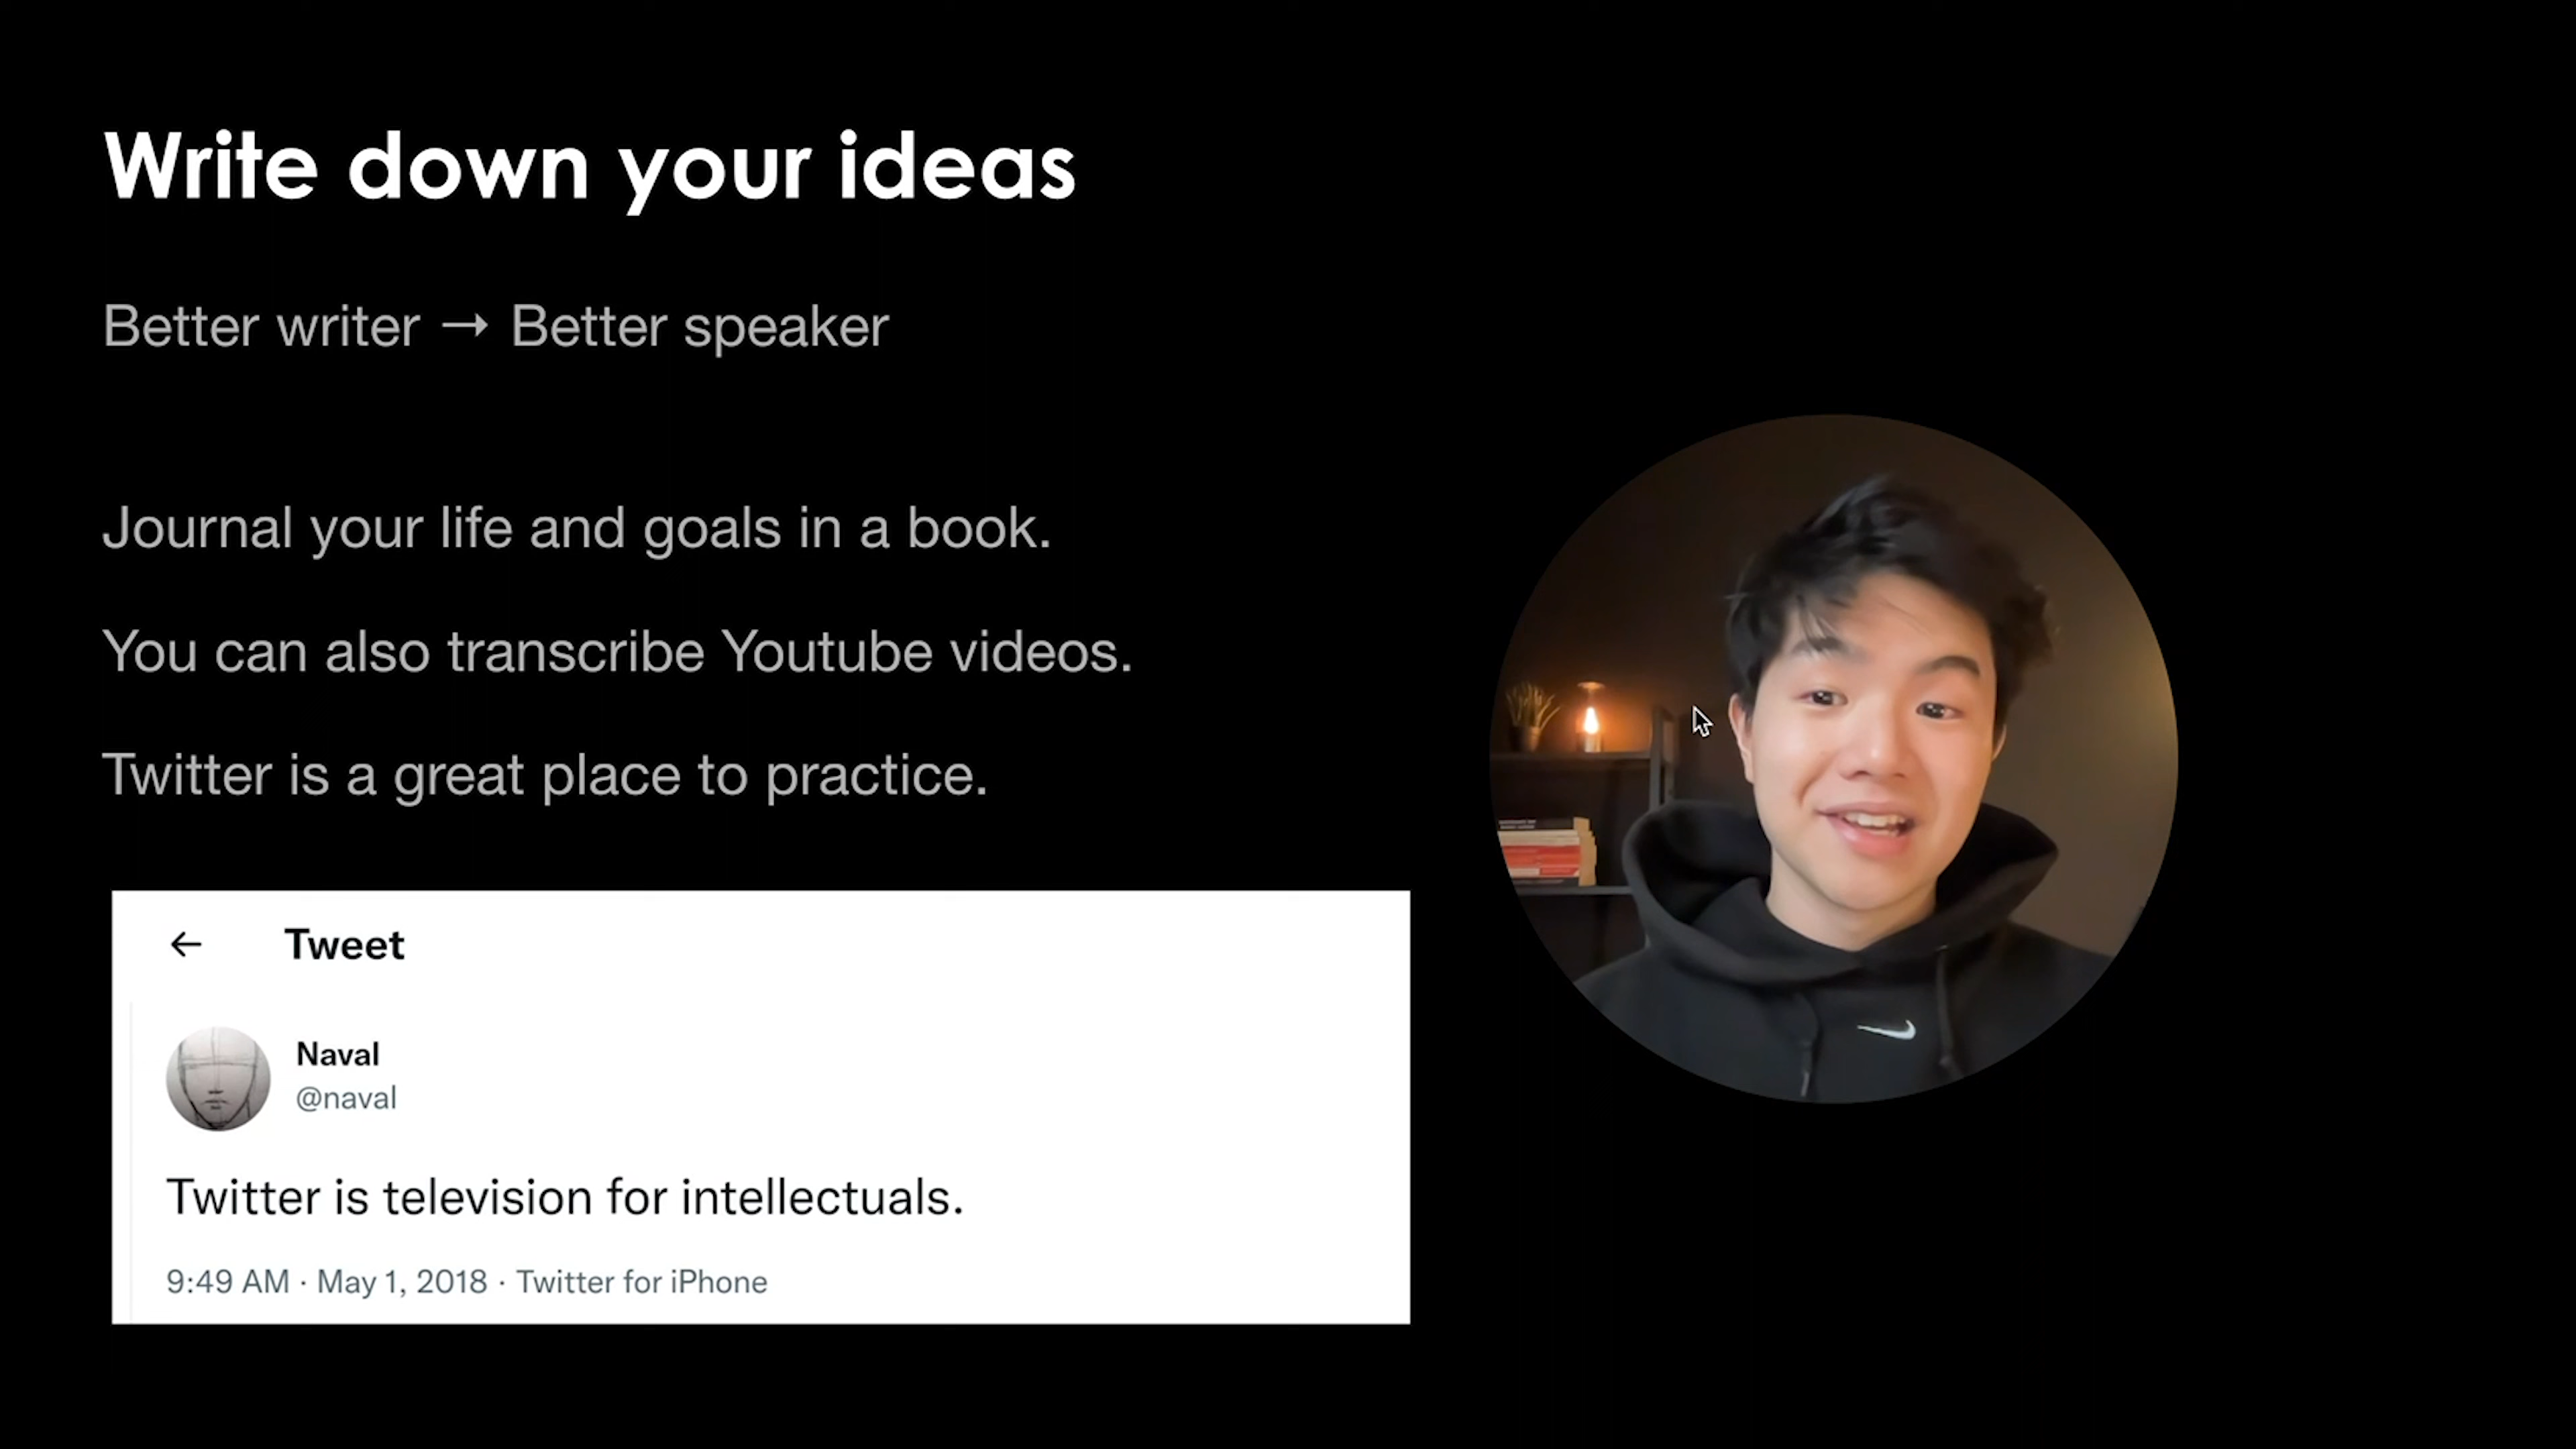 Write down your ideas
Better writer → Better speaker
Journal your life and goals in a book.
You can also transcribe Youtube videos.
Twitter is a great place to practice.
← Tweet
Naval
@naval
Twitter is television for intellectuals.
9:49 AM · May 1, 2018 · Twitter for iPhone